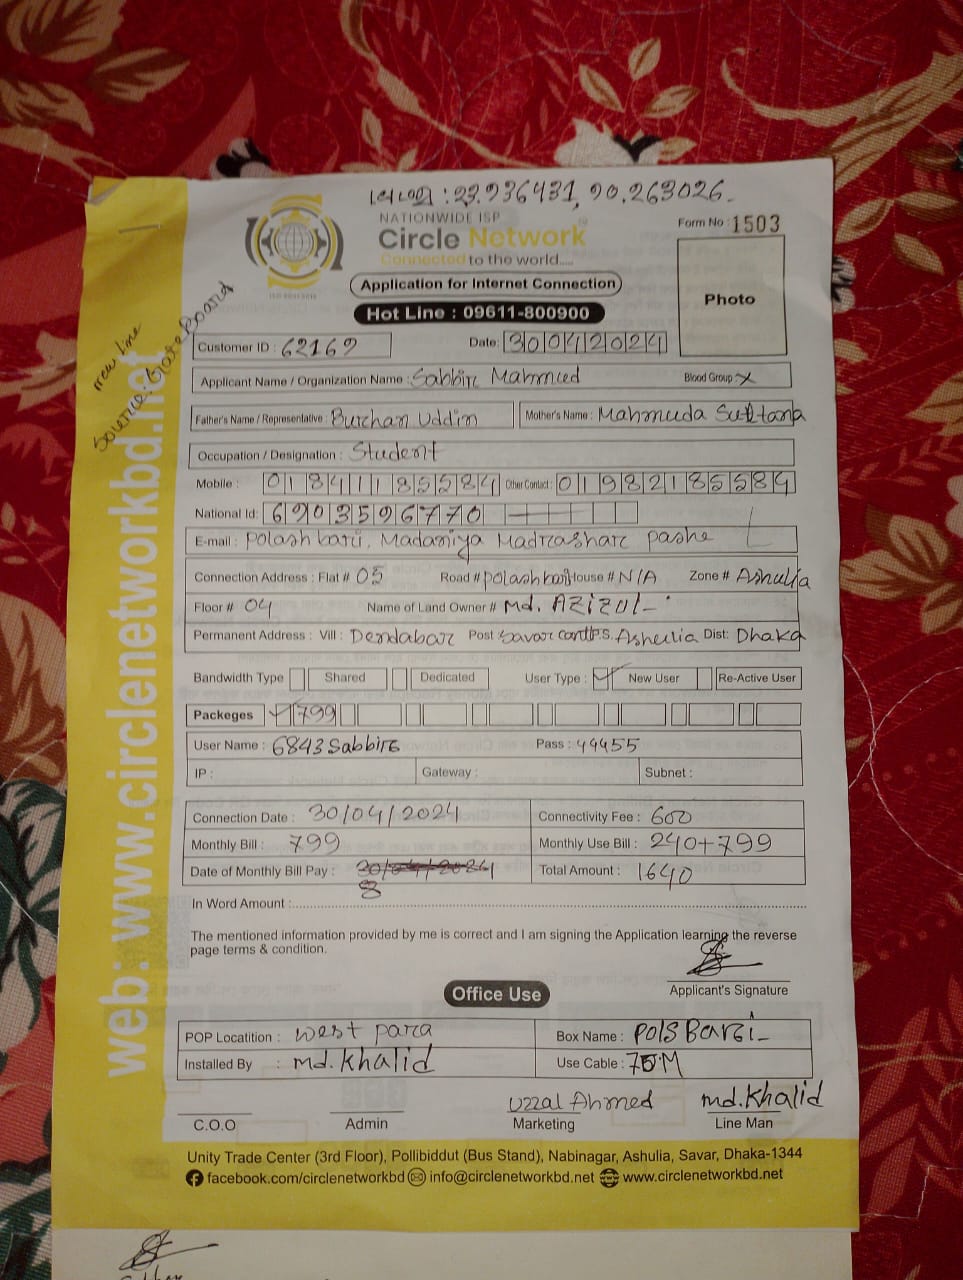 লোকেশন : 23.936431, 90.263026
NATIONWIDE ISP
Circle Network
Connected to the world.....
Form No : 1503
Application for Internet Connection
Hot Line : 09611-800900
Photo
new line
Source: Gate Board
Customer ID : 62169
Date: 30042024
Applicant Name / Organization Name : Sabbir Mahmud
Blood Group X
Father's Name / Representative : Burhan Uddin
Mother's Name : Mahmuda Sultana
Occupation / Designation : Student
Mobile : 01841185584
Other Contact : 01982185584
National Id: 6903596770
E-mail : Polash bari, Madaniya Madrashar pashe
Connection Address : Flat # 05 Road # polashbari House # N/A Zone # Ashulia
Floor # 04 Name of Land Owner # Md. AZIZUL
Permanent Address : Vill : Dendabar Post Savar cantt P.S. Ashulia Dist: Dhaka
Bandwidth Type Shared Dedicated User Type : ✓ New User Re-Active User
Packeges ✓ 799
User Name : 6843Sabbir Pass : 44455
IP : Gateway : Subnet :
Connection Date : 30/04/2024 Connectivity Fee : 600
Monthly Bill : 799 Monthly Use Bill : 240+799
Date of Monthly Bill Pay : 30/04/2024 Total Amount : 1640
8
In Word Amount :
The mentioned information provided by me is correct and I am signing the Application learning the reverse
page terms & condition.
Applicant's Signature
Office Use
POP Locatition : West para Box Name : Pols Bari
Installed By : md.khalid Use Cable : 75M
Uzzal Ahmed md.khalid
C.O.O Admin Marketing Line Man
Unity Trade Center (3rd Floor), Pollibiddut (Bus Stand), Nabinagar, Ashulia, Savar, Dhaka-1344
facebook.com/circlenetworkbd info@circlenetworkbd.net www.circlenetworkbd.net
web: www.circlenetworkbd.net